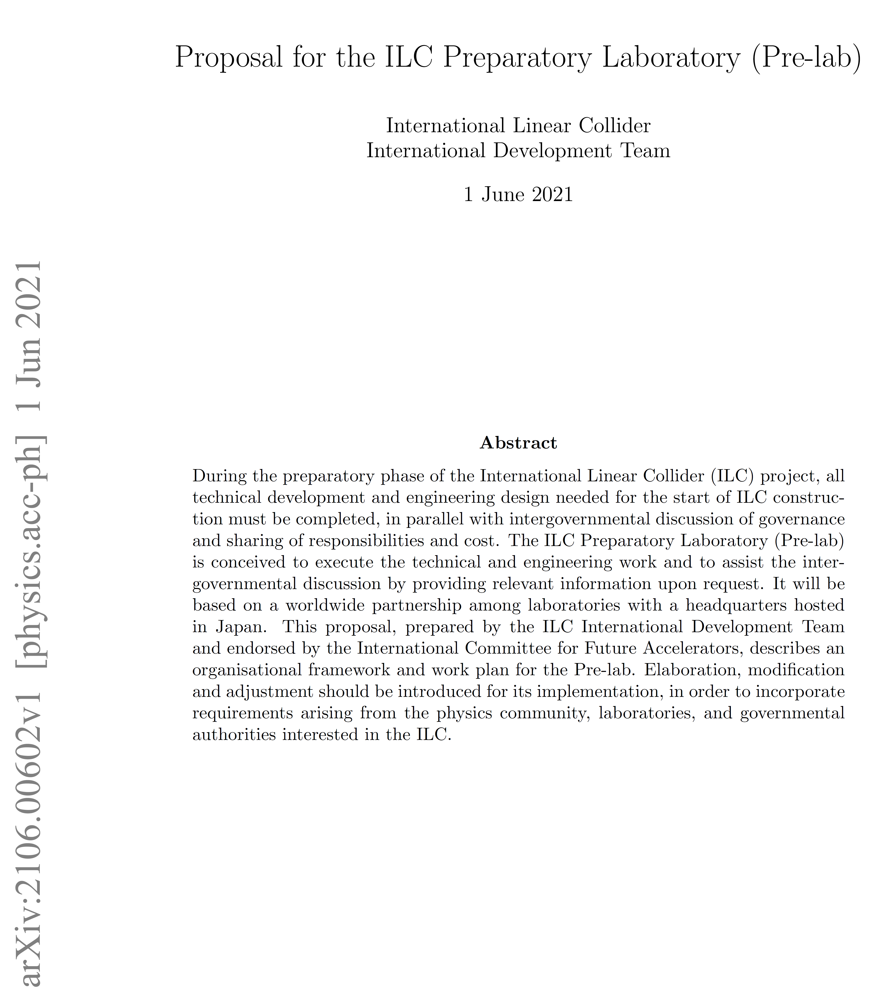 Proposal for the ILC Preparatory Laboratory (Pre-lab)
International Linear Collider
International Development Team
1 June 2021
Abstract
During the preparatory phase of the International Linear Collider (ILC) project, all
technical development and engineering design needed for the start of ILC construc-
tion must be completed, in parallel with intergovernmental discussion of governance
and sharing of responsibilities and cost. The ILC Preparatory Laboratory (Pre-lab)
is conceived to execute the technical and engineering work and to assist the inter-
governmental discussion by providing relevant information upon request. It will be
based on a worldwide partnership among laboratories with a headquarters hosted
in Japan. This proposal, prepared by the ILC International Development Team
and endorsed by the International Committee for Future Accelerators, describes an
organisational framework and work plan for the Pre-lab. Elaboration, modification
and adjustment should be introduced for its implementation, in order to incorporate
requirements arising from the physics community, laboratories, and governmental
authorities interested in the ILC.
arXiv:2106.00602v1 [physics.acc-ph] 1 Jun 2021